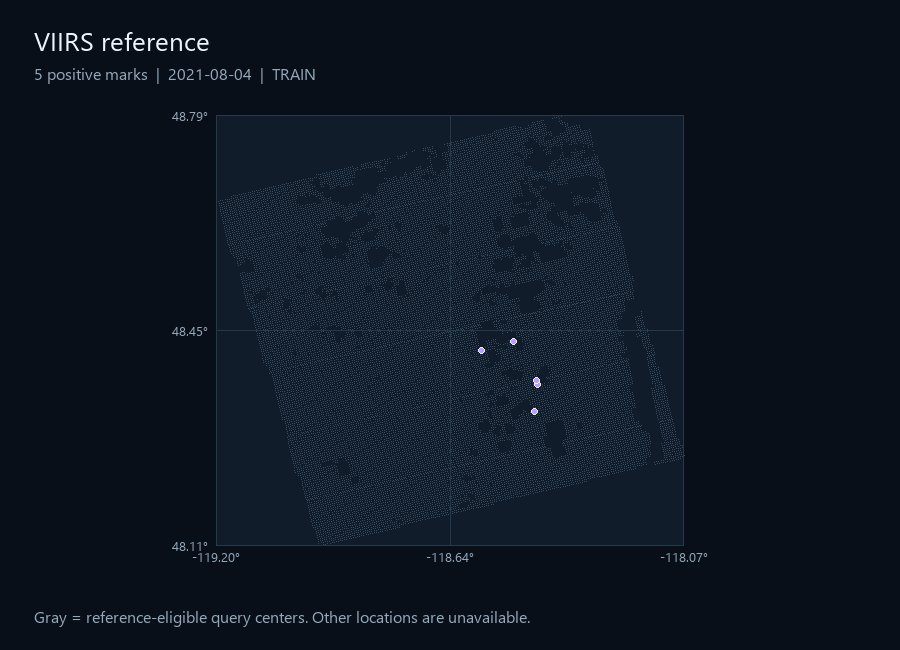 VIIRS reference
5 positive marks | 2021-08-04 | TRAIN
48.79°
48.45°
48.11°
-119.20°
-118.64°
-118.07°
Gray = reference-eligible query centers. Other locations are unavailable.